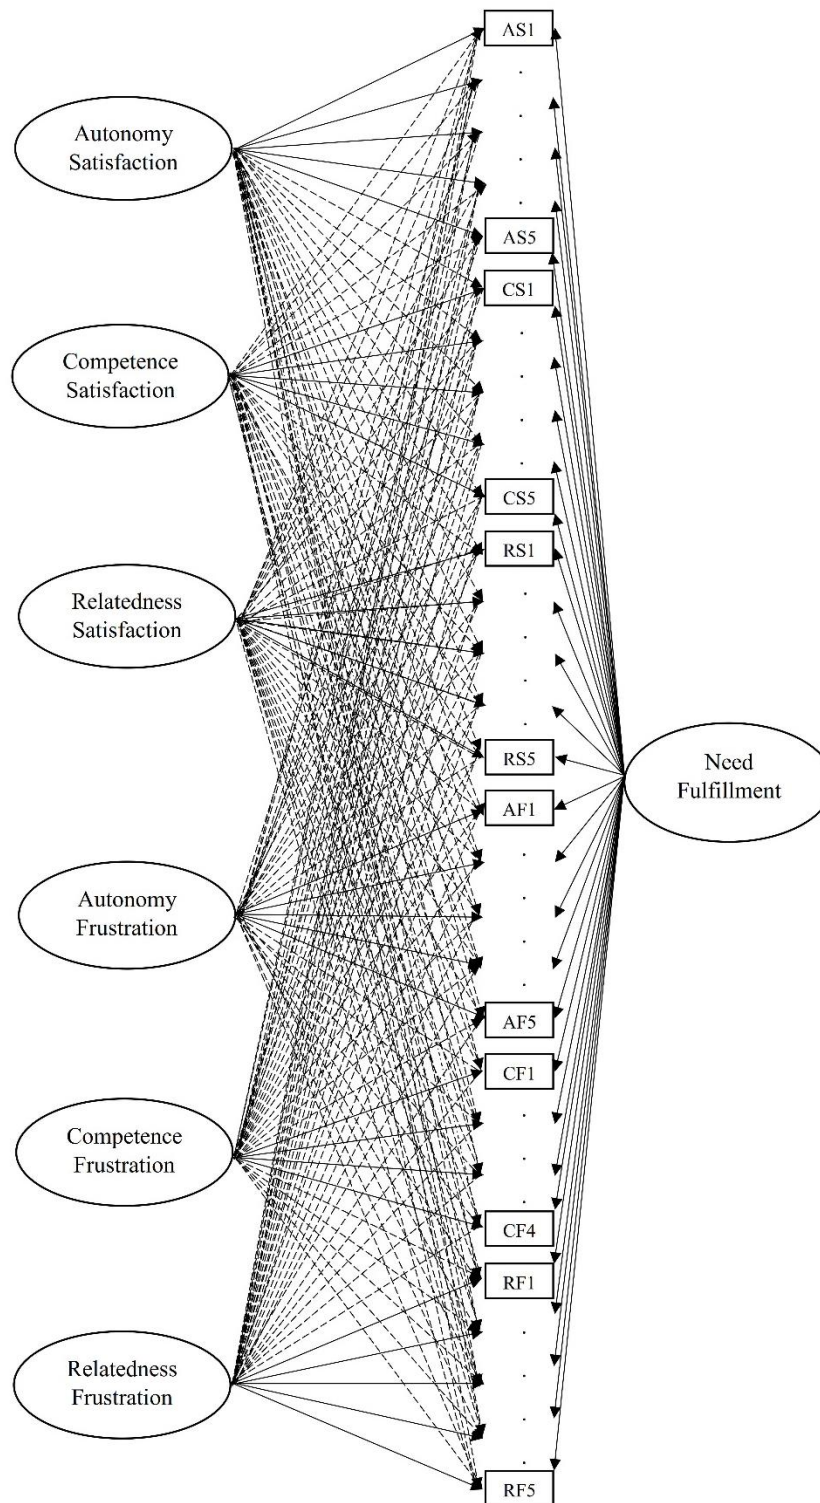 AS1
Autonomy
Satisfaction
AS5
CS1
Competence
Satisfaction
CS5
RS1
Relatedness
Satisfaction
RS5
Need
Fulfillment
AF1
Autonomy
Frustration
AF5
CF1
Competence
Frustration
CF4
RF1
Relatedness
Frustration
RF5